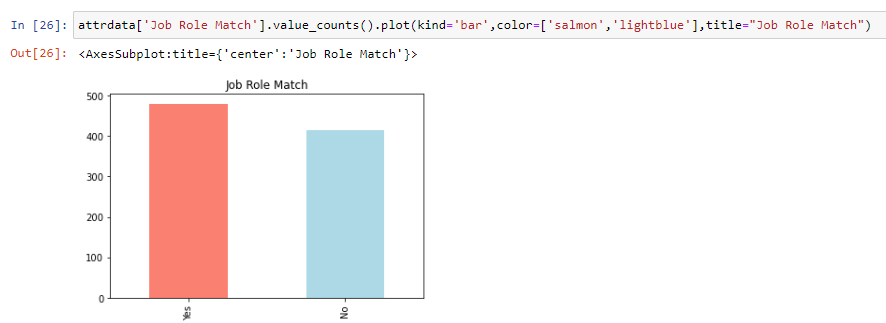 In [26]: attrdata['Job Role Match'].value_counts().plot(kind='bar',color=['salmon','lightblue'],title="Job Role Match")
Out[26]: <AxesSubplot:title={'center':'Job Role Match'}>
Job Role Match
500
400
300
200
100
0
Yes
No